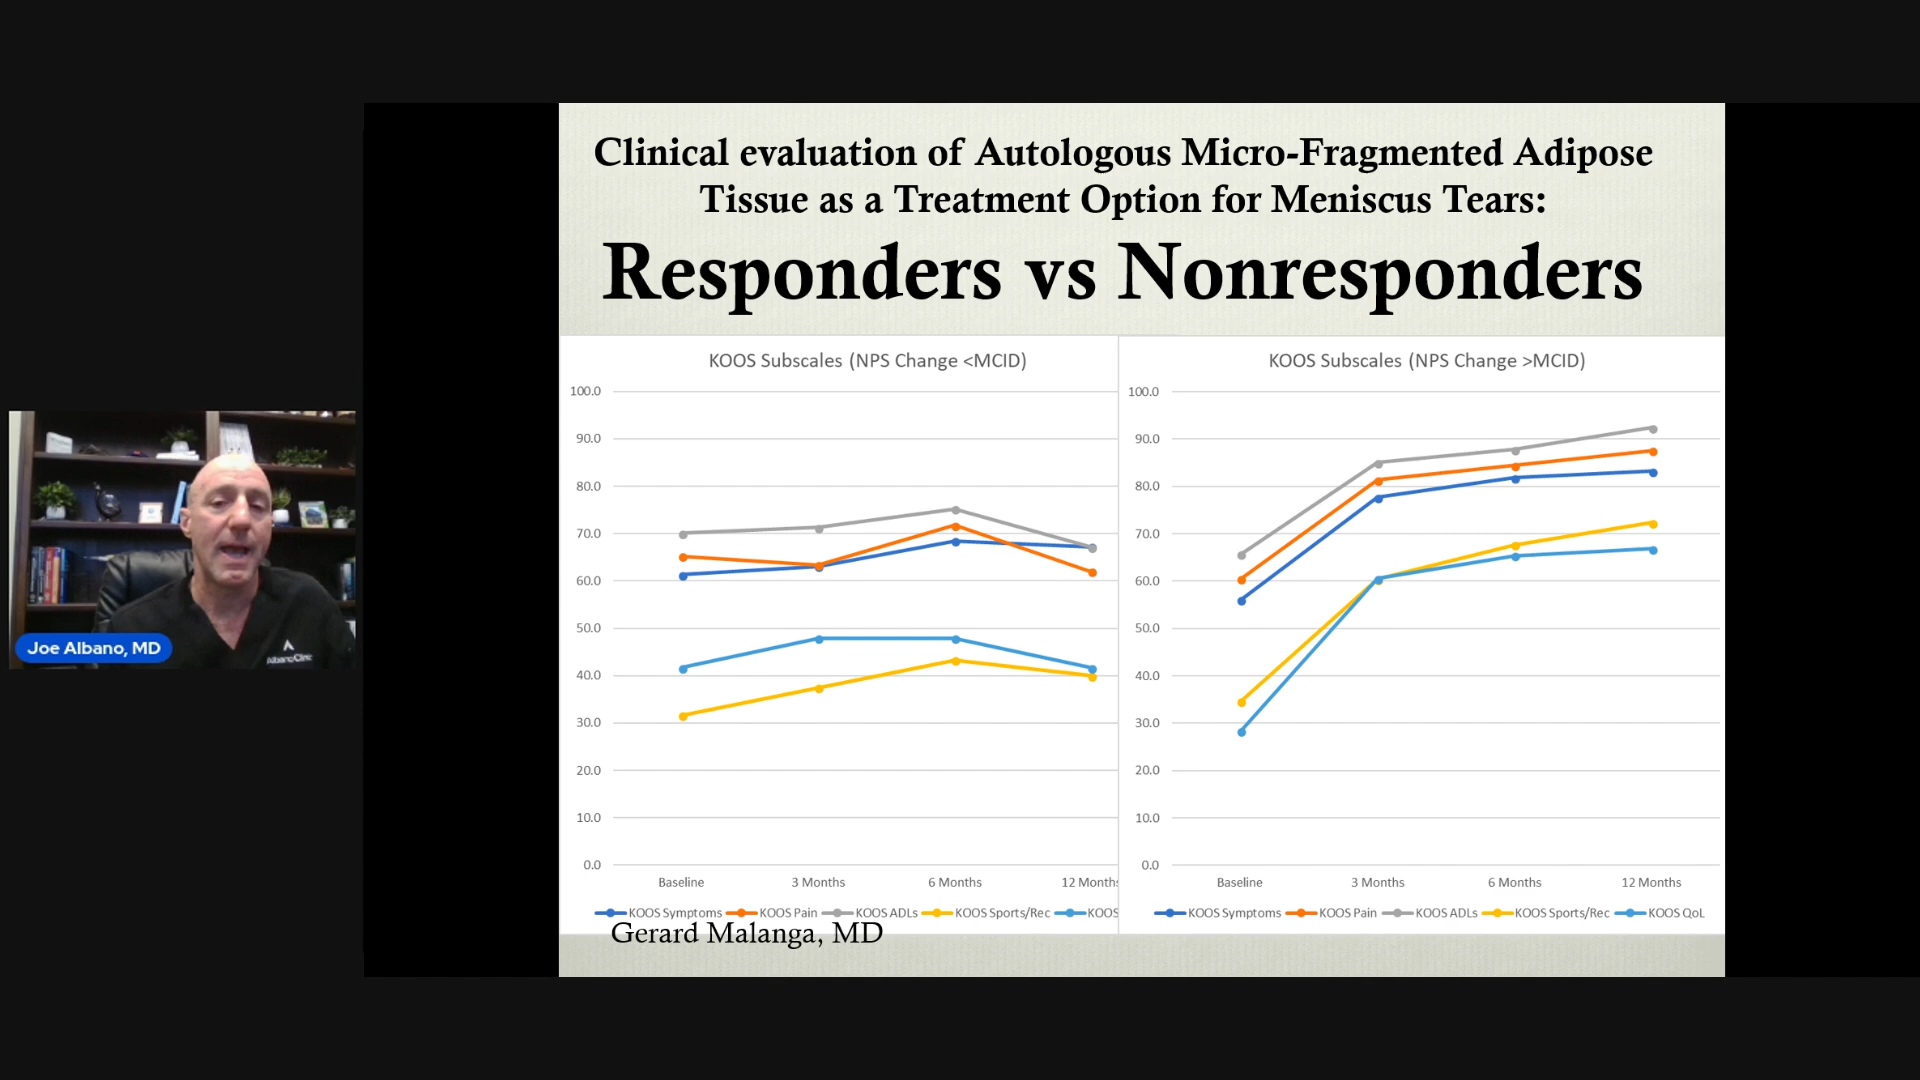 Clinical evaluation of Autologous Micro-Fragmented Adipose
Tissue as a Treatment Option for Meniscus Tears:
Responders vs Nonresponders
KOOS Subscales (NPS Change <MCID)
100.0
90.0
80.0
70.0
60.0
50.0
40.0
30.0
20.0
10.0
0.0
Baseline 3 Months 6 Months 12 Months
KOOS Symptoms KOOS Pain KOOS ADLs KOOS Sports/Rec KOOS
KOOS Subscales (NPS Change >MCID)
100.0
90.0
80.0
70.0
60.0
50.0
40.0
30.0
20.0
10.0
0.0
Baseline 3 Months 6 Months 12 Months
KOOS Symptoms KOOS Pain KOOS ADLs KOOS Sports/Rec KOOS QoL
Gerard Malanga, MD
Joe Albano, MD
AlbanoClinic